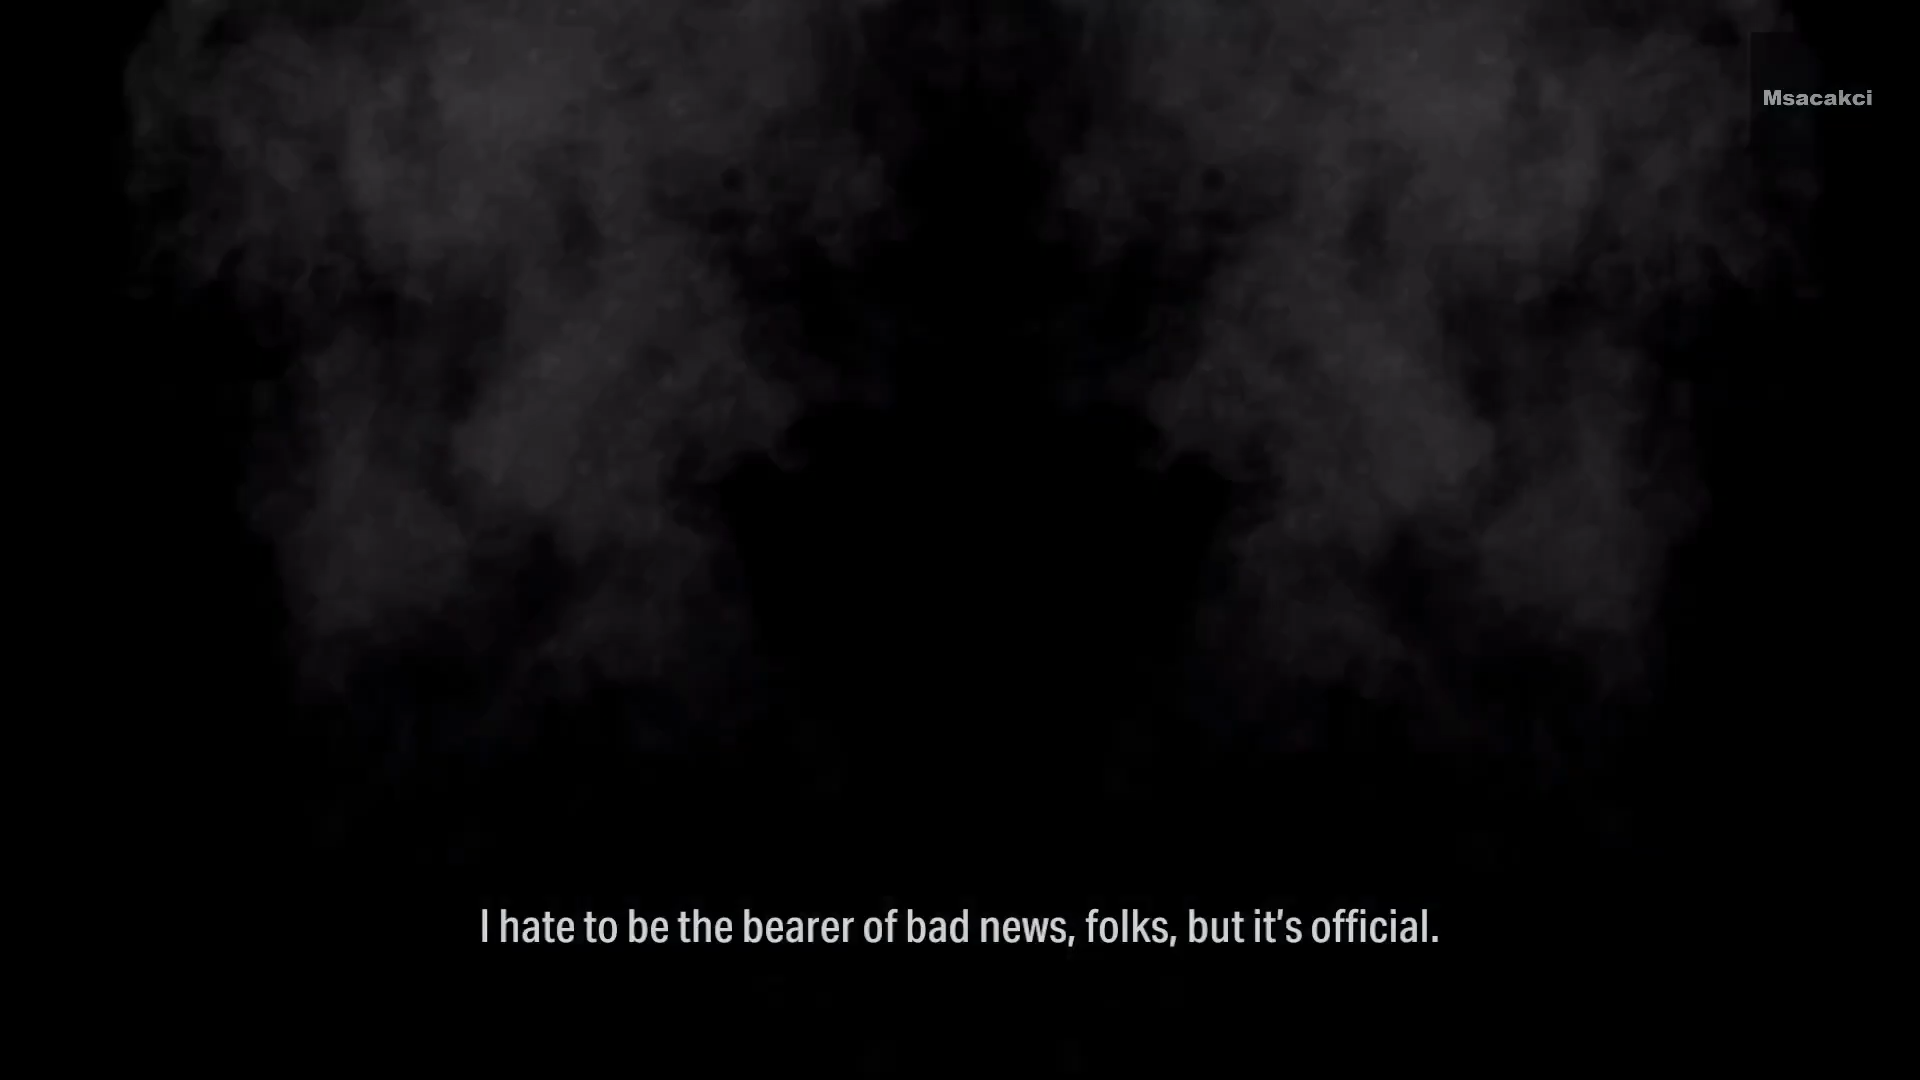 Msacakci
I hate to be the bearer of bad news, folks, but it's official.